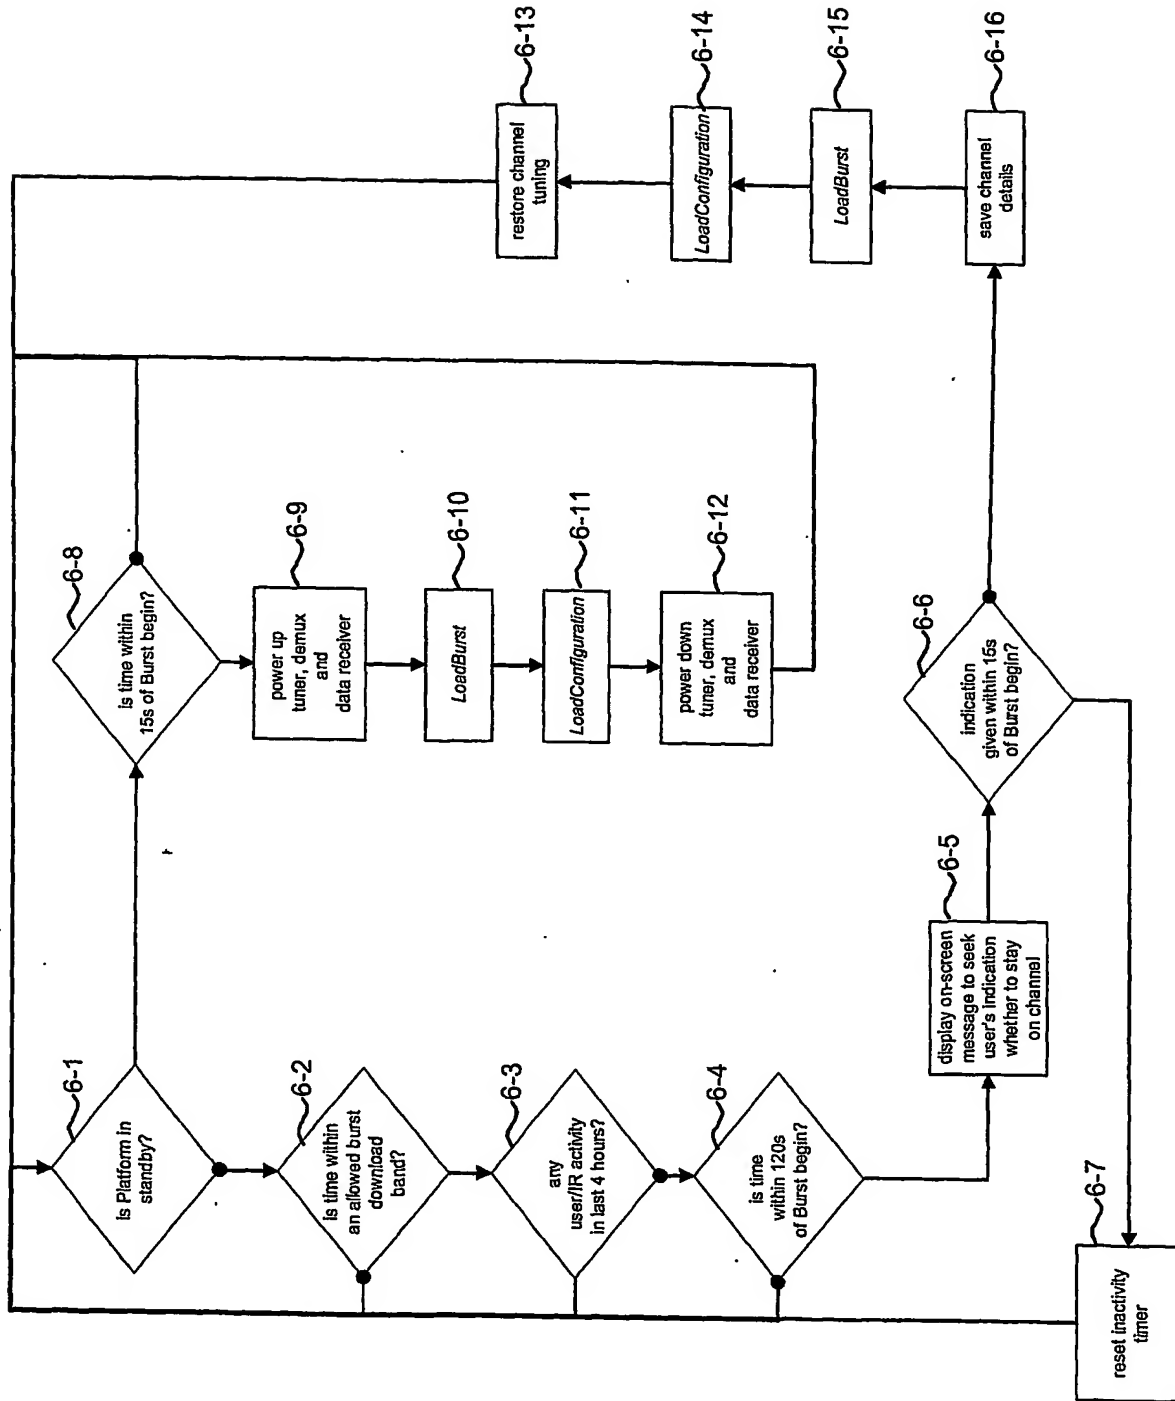 6-1
is Platform in
standby?
6-2
is time within
an allowed burst
download
band?
6-3
any
user/IR activity
in last 4 hours?
6-4
is time
within 120s
of Burst begin?
6-5
display on-screen
message to seek
user's indication
whether to stay
on channel
6-6
indication
given within 15s
of Burst begin?
6-7
reset inactivity
timer
6-8
is time within
15s of Burst begin?
6-9
power up
tuner, demux
and
data receiver
6-10
LoadBurst
6-11
LoadConfiguration
6-12
power down
tuner, demux
and
data receiver
6-13
restore channel
tuning
6-14
LoadConfiguration
6-15
LoadBurst
6-16
save channel
details